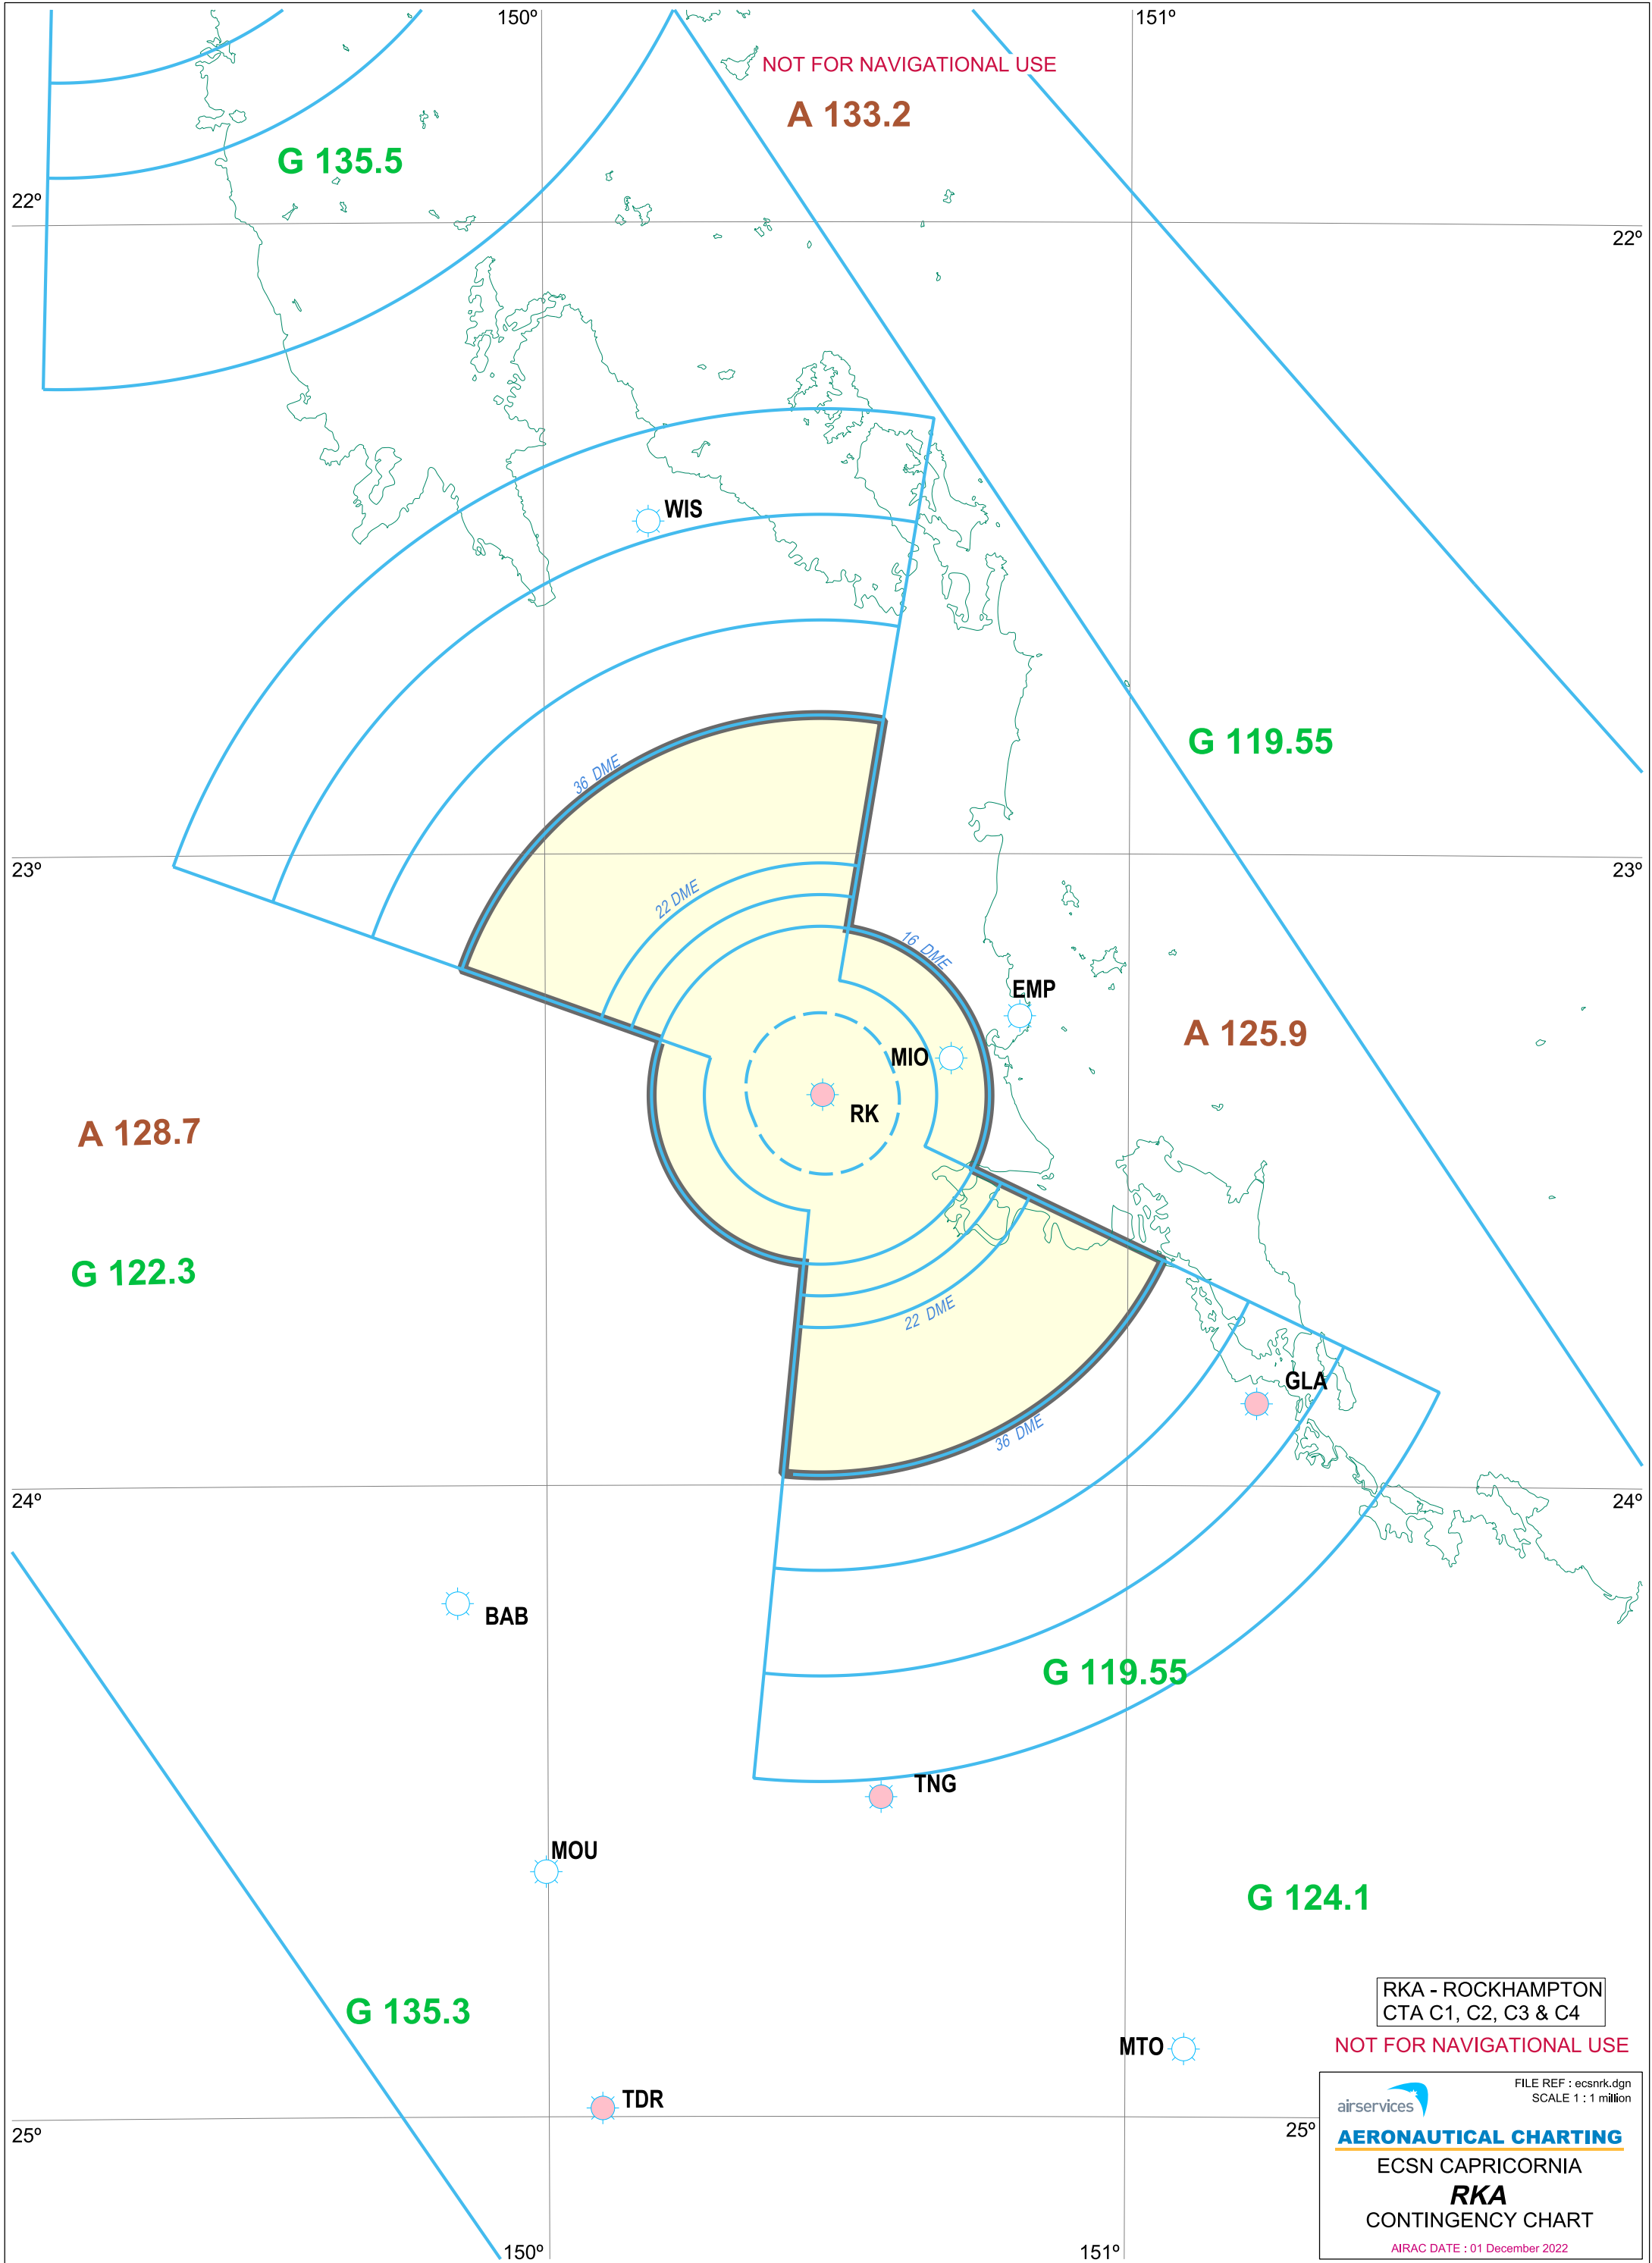 150º
151º
NOT FOR NAVIGATIONAL USE
A 133.2
G 135.5
22º
22º
WIS
G 119.55
36 DME
23º
23º
22 DME
16 DME
EMP
A 125.9
MIO
RK
A 128.7
G 122.3
22 DME
GLA
36 DME
24º
24º
BAB
G 119.55
TNG
MOU
G 124.1
RKA - ROCKHAMPTON
CTA C1, C2, C3 & C4
G 135.3
NOT FOR NAVIGATIONAL USE
MTO
TDR
25º
25º
airservices
FILE REF : ecsnrk.dgn
SCALE 1 : 1 million
AERONAUTICAL CHARTING
ECSN CAPRICORNIA
RKA
CONTINGENCY CHART
AIRAC DATE : 01 December 2022
150º
151º